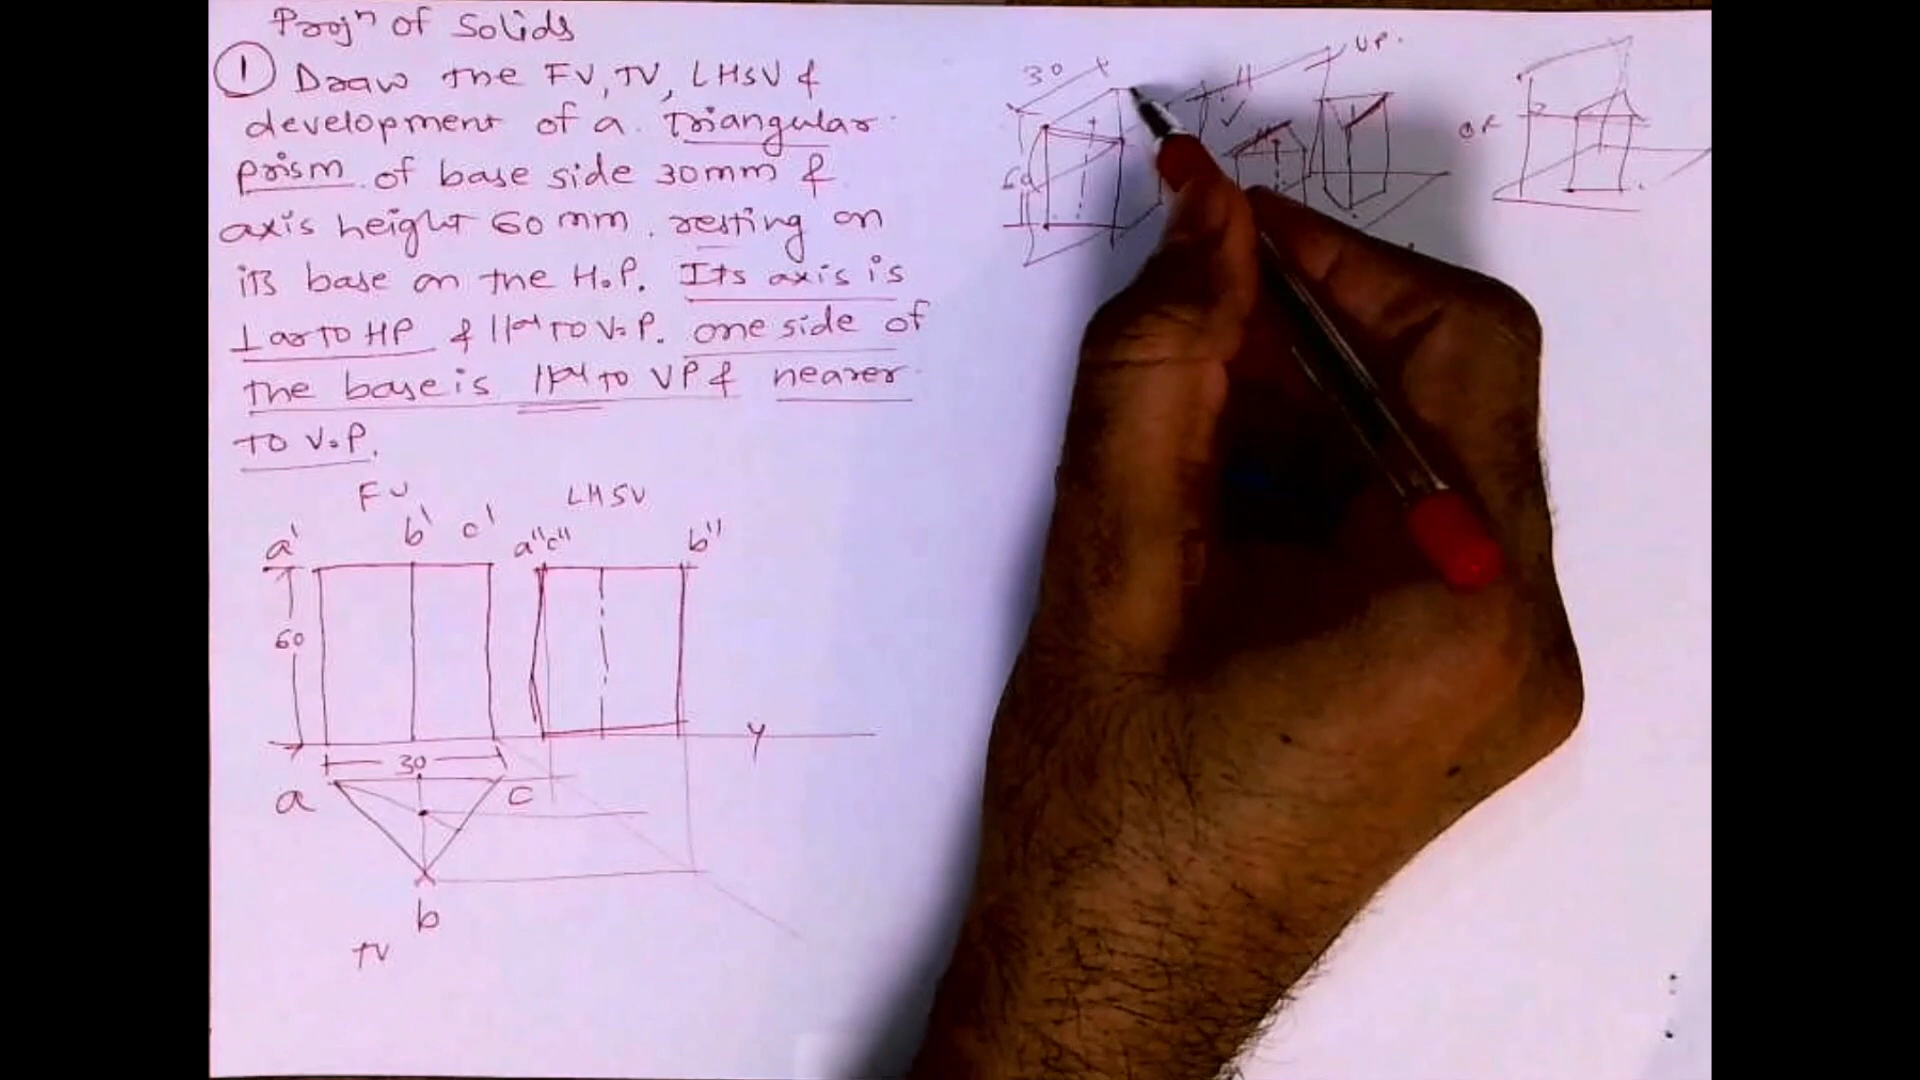 Projⁿ of Solids
① Draw the FV, TV, LHSV &
development of a Triangular
prism of base side 30mm &
axis height 60 mm. resting on
its base on the H.P. Its axis is
⊥ar to HP & ||el to V.P. one side of
the base is ||el to VP & nearer
to V.P.
FV
LHSV
a' b' c' a"c" b"
60
Y
30
a c
b
TV
30
60
VP.
or